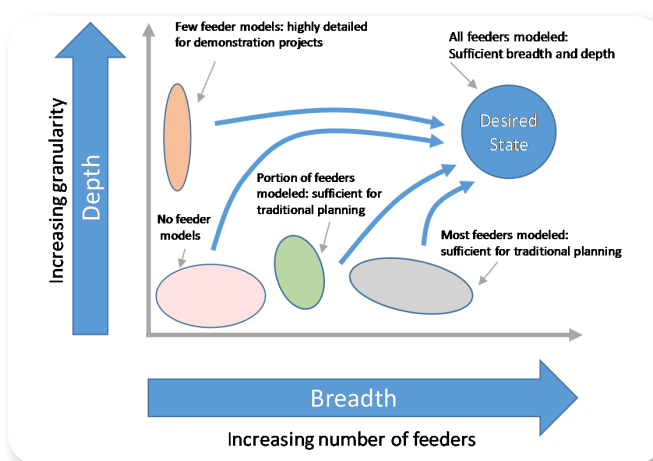 Few feeder models: highly detailed
for demonstration projects
All feeders modeled:
Sufficient breadth and depth
Desired
State
Increasing granularity
Depth
Portion of feeders
modeled: sufficient for
traditional planning
No feeder
models
Most feeders modeled:
sufficient for traditional planning
Breadth
Increasing number of feeders